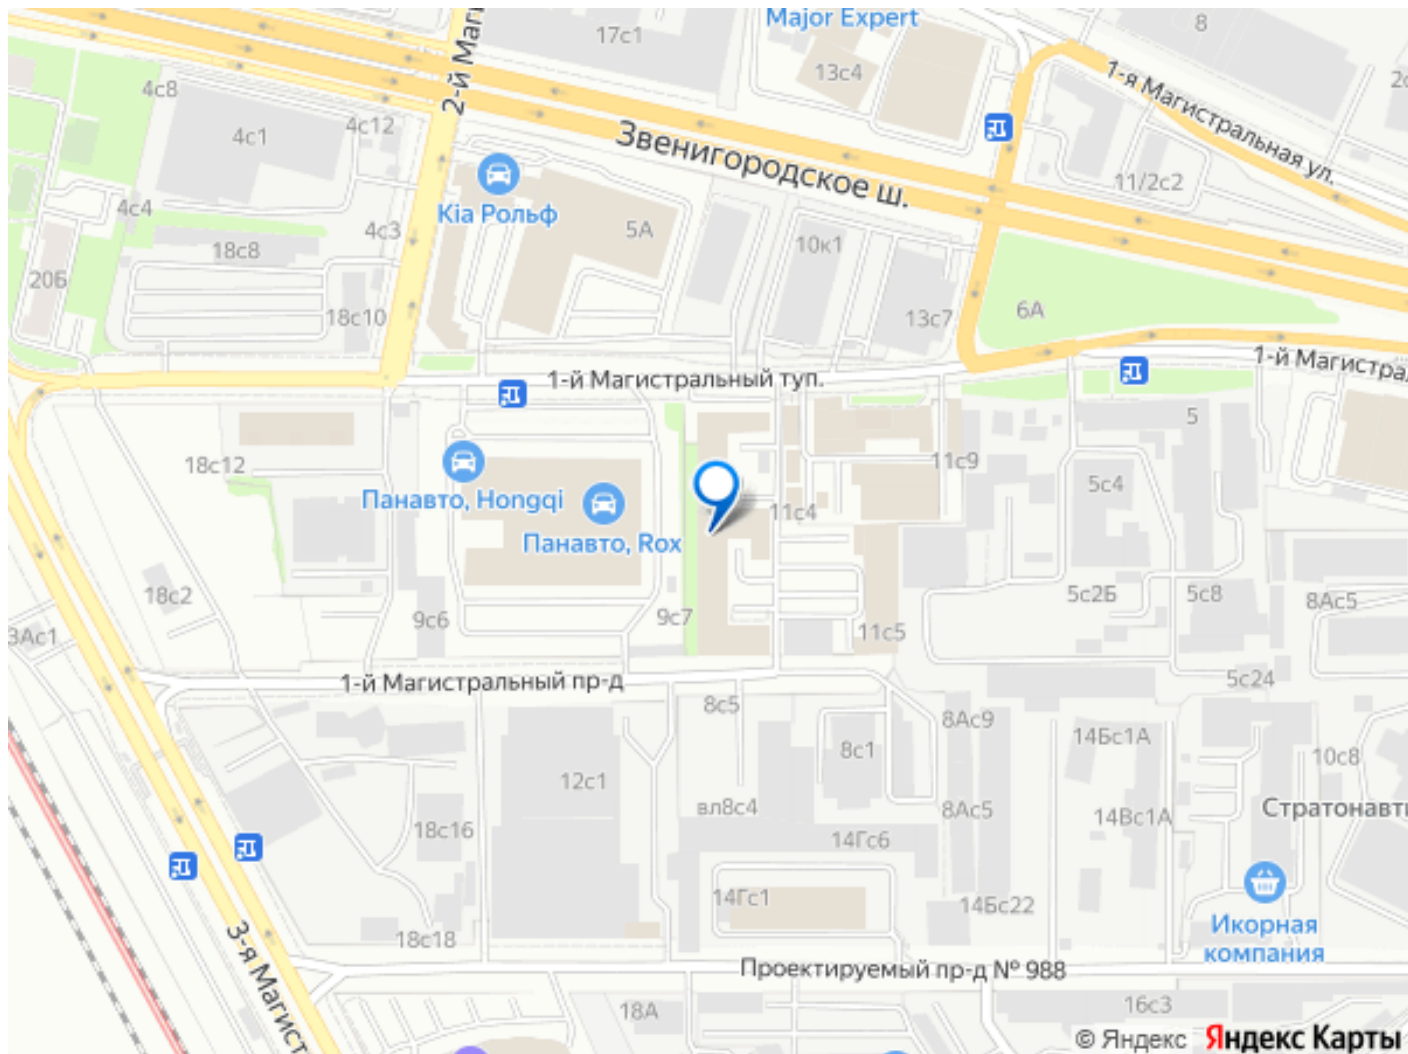 Major Expert
17с1
8
2-й Маг
13с4
1-я Магистральная ул.
4с8
4с1
4с12
Звенигородское ш.
11/2с2
4с4
Kia Рольф
4с3
5А
10к1
18с8
20Б
18с10
13с7
6А
1-й Магистральный туп.
1-й Магистрал
5
18с12
11с9
5с4
Панавто, Hongqi
11с4
Панавто, Rox
18с2
5с2Б
5с8
8Ас5
9с7
9с6
3Ас1
11с5
1-й Магистральный пр-д
5с24
8с5
8Ас9
14Бс1А
8с1
10с8
12с1
вл8с4
8Ас5
14Вс1А
Стратонавт
18с16
14Гс6
14Гс1
14Бс22
Икорная
компания
18с18
3-я Магист
Проектируемый пр-д № 988
16с3
18А
© Яндекс Яндекс Карты